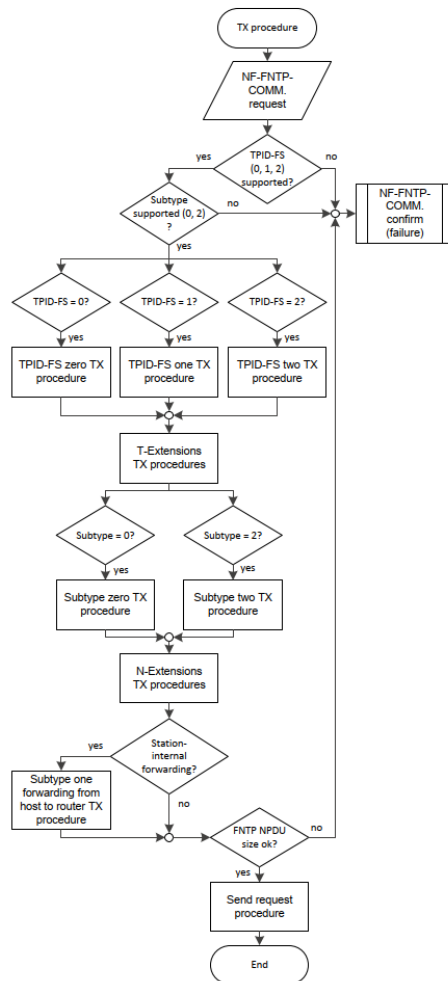 TX procedure
NF-FNTP-
COMM.
request
TPID-FS
(0, 1, 2)
supported?
yes
no
Subtype
supported (0, 2)
?
no
NF-FNTP-
COMM.
confirm
(failure)
yes
TPID-FS = 0?
TPID-FS = 1?
TPID-FS = 2?
yes
yes
yes
TPID-FS zero TX
procedure
TPID-FS one TX
procedure
TPID-FS two TX
procedure
T-Extensions
TX procedures
Subtype = 0?
Subtype = 2?
yes
yes
Subtype zero TX
procedure
Subtype two TX
procedure
N-Extensions
TX procedures
Station-
internal
forwarding?
yes
no
Subtype one
forwarding from
host to router TX
procedure
FNTP NPDU
size ok?
no
yes
Send request
procedure
End